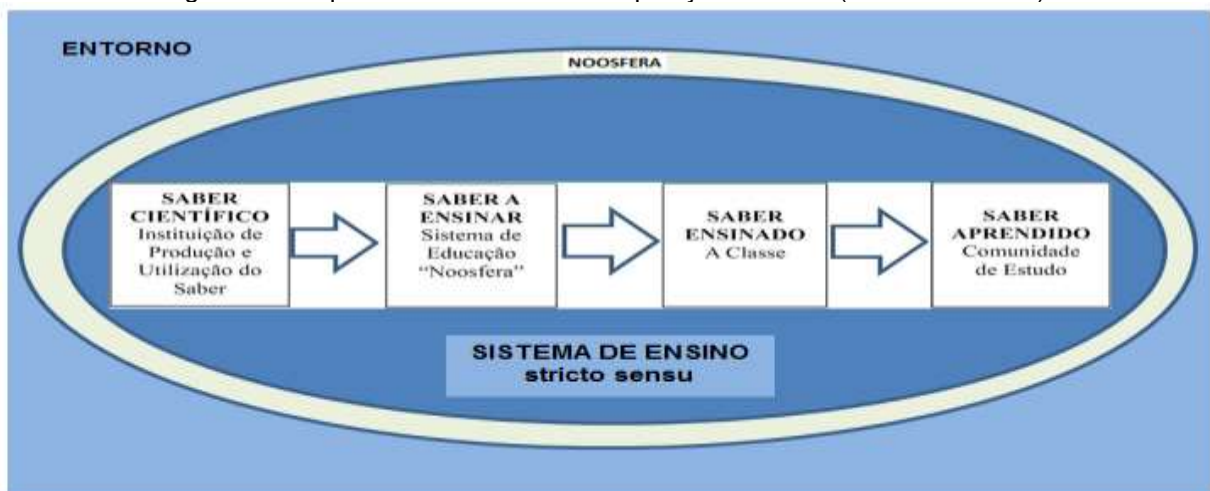 ENTORNO
NOOSFERA
SABER
CIENTÍFICO
Instituição de
Produção e
Utilização do
Saber
SABER A
ENSINAR
Sistema de
Educação
“Noosfera”
SABER
ENSINADO
A Classe
SABER
APRENDIDO
Comunidade
de Estudo
SISTEMA DE ENSINO
stricto sensu